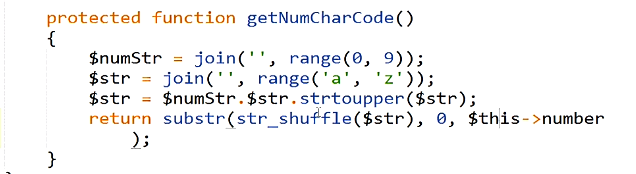 protected function getNumCharCode()
{
$numStr = join('', range(0, 9));
$str = join('', range('a', 'z'));
$str = $numStr.$str.strtoupper($str);
return substr(str_shuffle($str), 0, $this->number
);
}